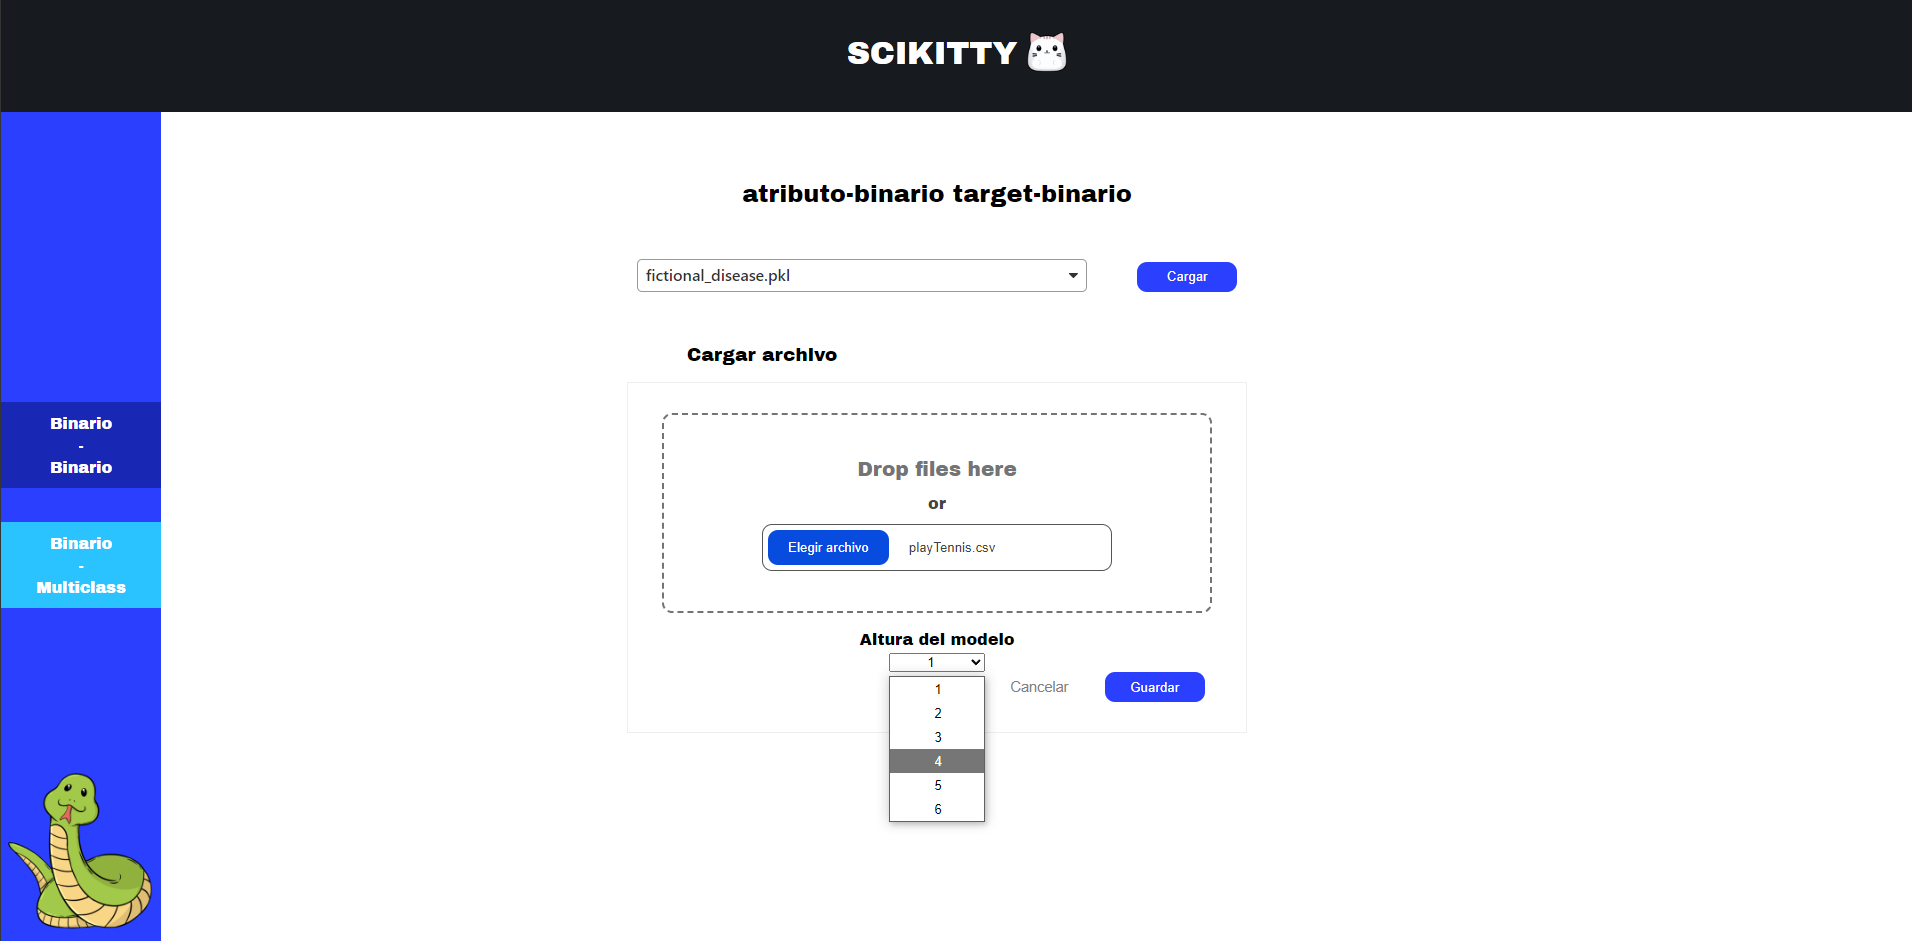 SCIKITTY
atributo-binario target-binario
fictional_disease.pkl
Cargar
Cargar archivo
Binario
-
Binario
Binario
-
Multiclass
Drop files here
or
Elegir archivo
playTennis.csv
Altura del modelo
1
Cancelar
Guardar
1
2
3
4
5
6